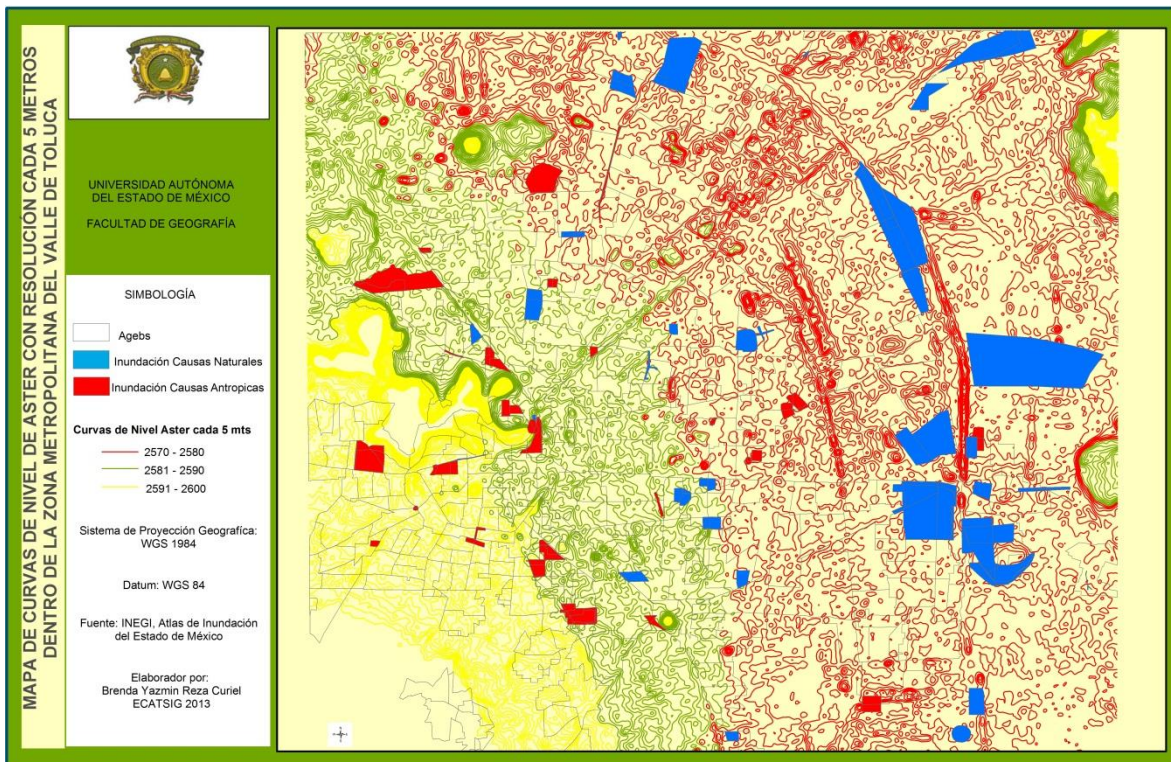 MAPA DE CURVAS DE NIVEL DE ASTER CON RESOLUCIÓN CADA 5 METROS
DENTRO DE LA ZONA METROPOLITANA DEL VALLE DE TOLUCA
UNIVERSIDAD AUTÓNOMA
DEL ESTADO DE MÉXICO
FACULTAD DE GEOGRAFÍA
SIMBOLOGÍA
Agebs
Inundación Causas Naturales
Inundación Causas Antropicas
Curvas de Nivel Aster cada 5 mts
2570 - 2580
2581 - 2590
2591 - 2600
Sistema de Proyección Geografíca:
WGS 1984
Datum: WGS 84
Fuente: INEGI, Atlas de Inundación
del Estado de México
Elaborador por:
Brenda Yazmin Reza Curiel
ECATSIG 2013